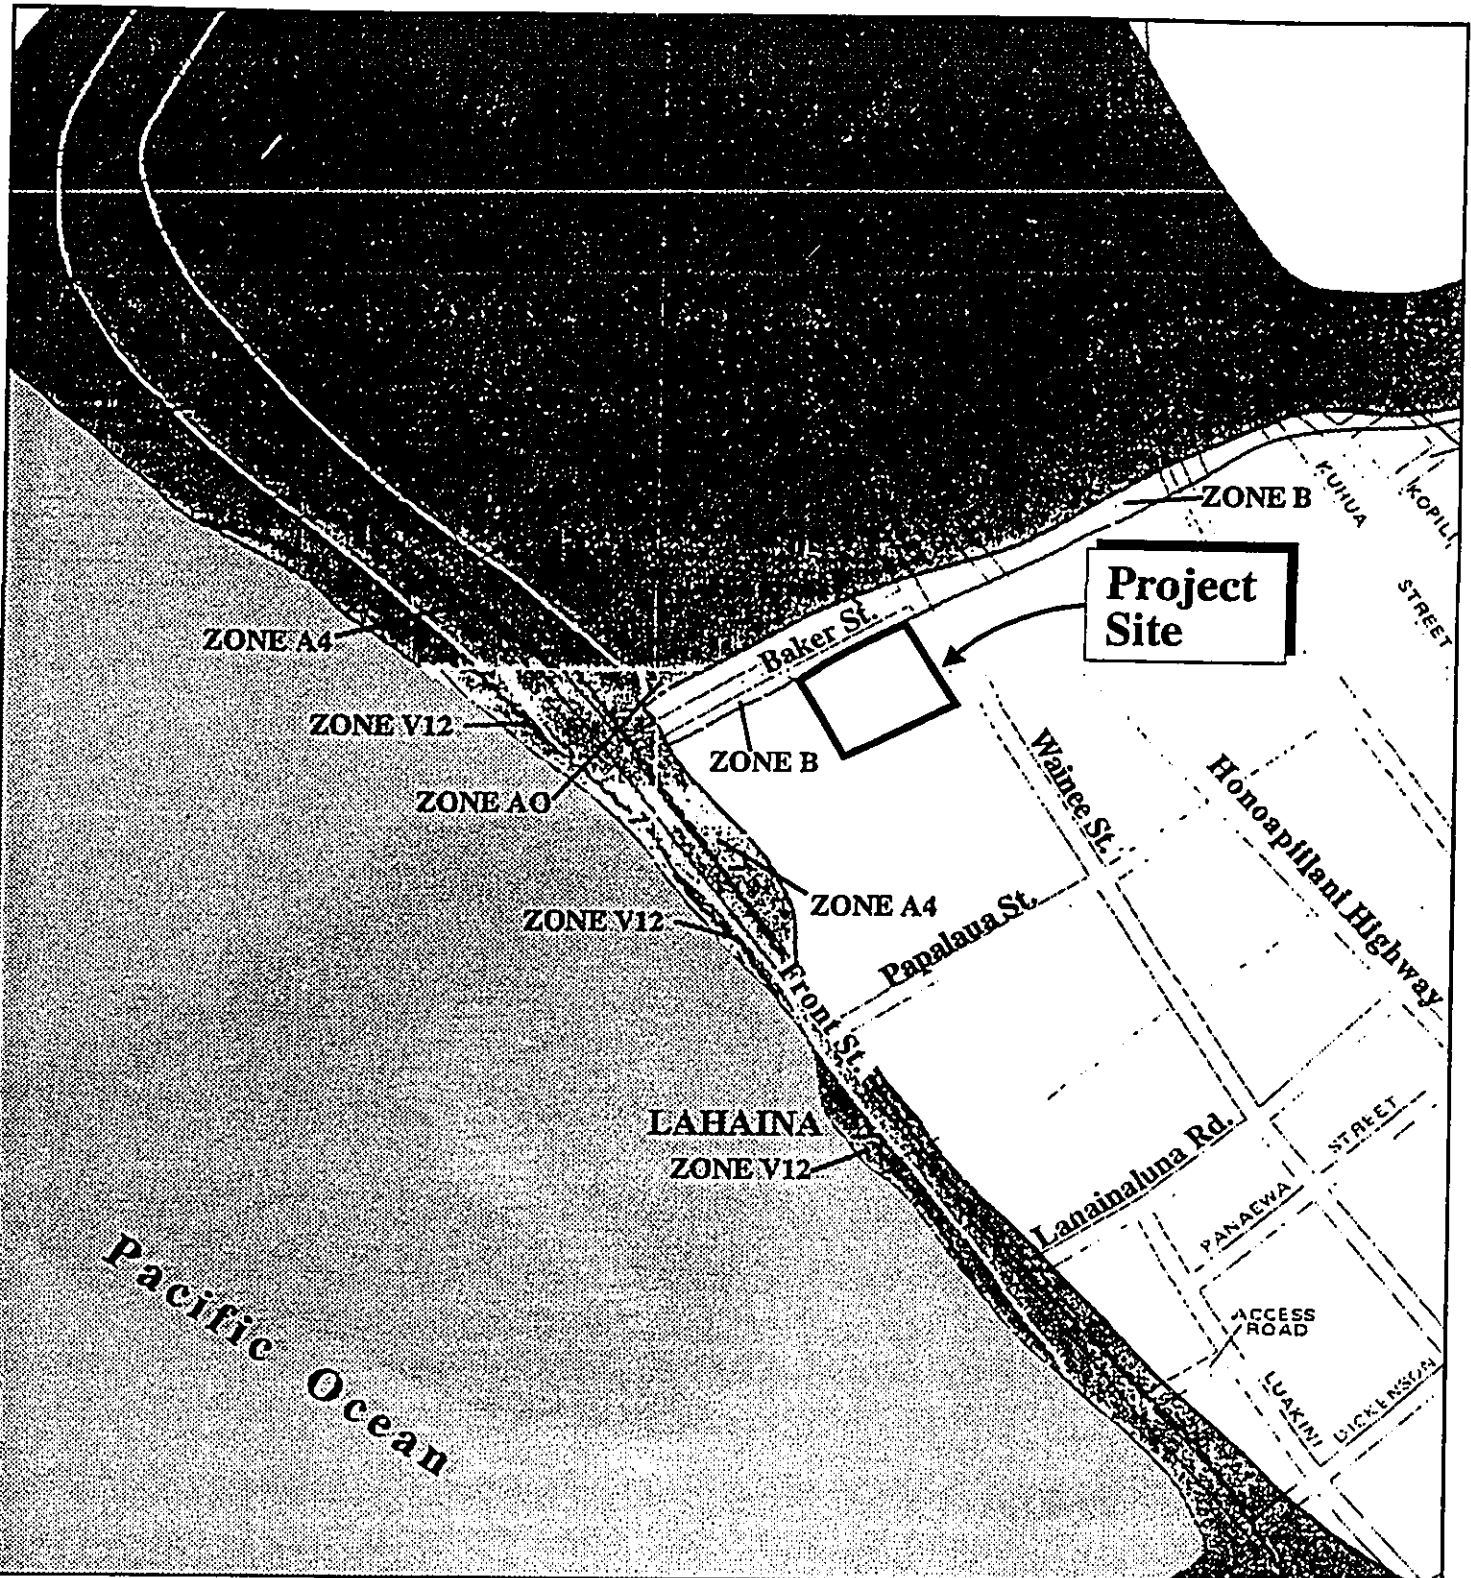 ZONE B
KUHUA
KOPILI
STREET
Project
Site
ZONE A4
Baker St.
ZONE V12
ZONE B
ZONE AO
Wainee St.
Honoapiilani Highway
ZONE A4
ZONE V12
Papalaua St.
Front St.
LAHAINA
ZONE V12
Lanainaluna Rd.
STREET
PANAEWA
ACCESS
ROAD
LUAKINI
DICKENSON
Pacific Ocean